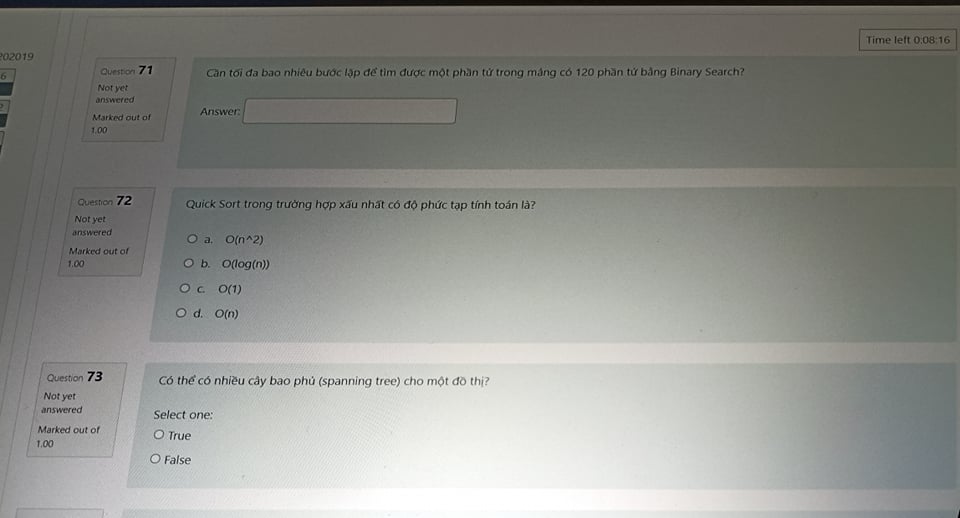 Time left 0:08:16
202019
6
Question 71
Not yet
answered
Marked out of
1.00
Cần tối đa bao nhiêu bước lặp để tìm được một phần tử trong mảng có 120 phần tử bằng Binary Search?
Answer:
Question 72
Not yet
answered
Marked out of
1.00
Quick Sort trong trường hợp xấu nhất có độ phức tạp tính toán là?
a. O(n^2)
b. O(log(n))
c. O(1)
d. O(n)
Question 73
Not yet
answered
Marked out of
1.00
Có thể có nhiều cây bao phủ (spanning tree) cho một đồ thị?
Select one:
True
False